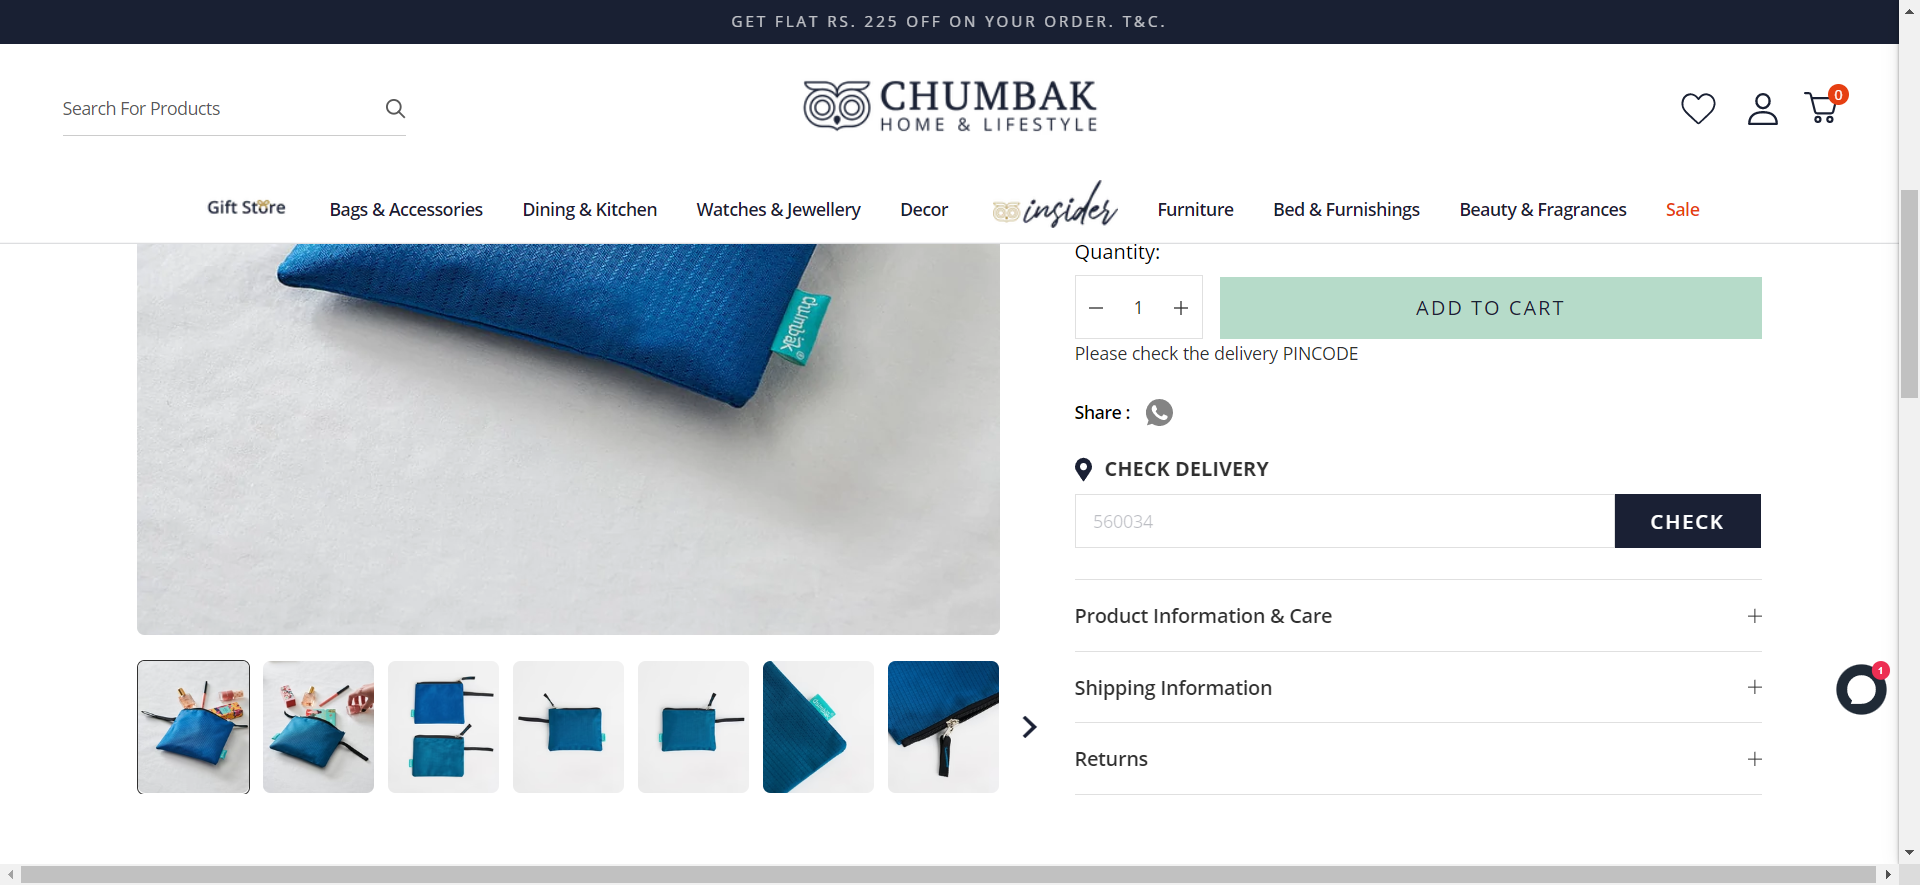 GET FLAT RS. 225 OFF ON YOUR ORDER. T&C.
Search For Products
CHUMBAK
HOME & LIFESTYLE
0
Gift Store
Bags & Accessories
Dining & Kitchen
Watches & Jewellery
Decor
insider
Furniture
Bed & Furnishings
Beauty & Fragrances
Sale
Chumbak®
Quantity:
1
ADD TO CART
Please check the delivery PINCODE
Share :
CHECK DELIVERY
560034
CHECK
Product Information & Care
Shipping Information
1
Returns